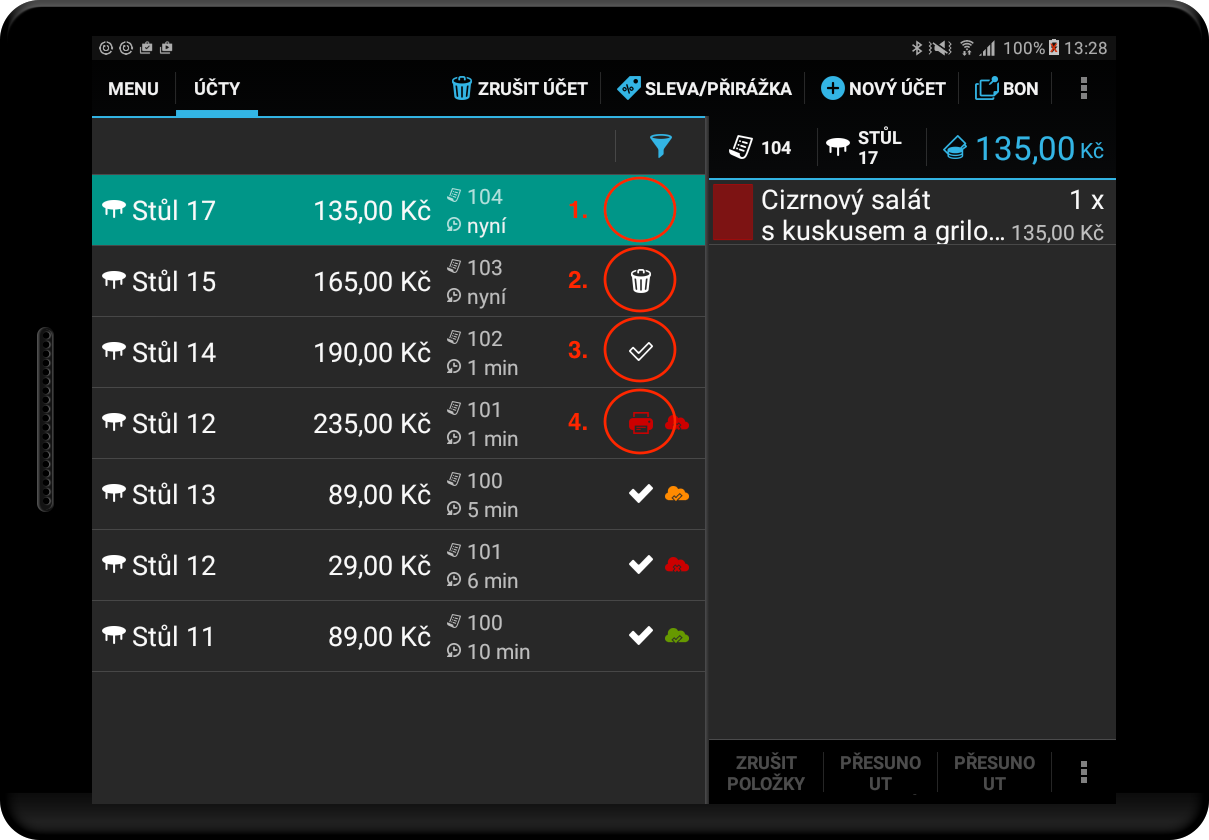 100% 13:28
MENU ÚČTY ZRUŠIT ÚČET SLEVA/PŘIRÁŽKA NOVÝ ÚČET BON
104 STŮL 17 135,00 Kč
Stůl 17 135,00 Kč 104 nyní 1.
Stůl 15 165,00 Kč 103 nyní 2.
Stůl 14 190,00 Kč 102 1 min 3.
Stůl 12 235,00 Kč 101 1 min 4.
Stůl 13 89,00 Kč 100 5 min
Stůl 12 29,00 Kč 101 6 min
Stůl 11 89,00 Kč 100 10 min
Cizrnový salát 1 x
s kuskusem a grilo... 135,00 Kč
ZRUŠIT POLOŽKY PŘESUNO UT PŘESUNO UT